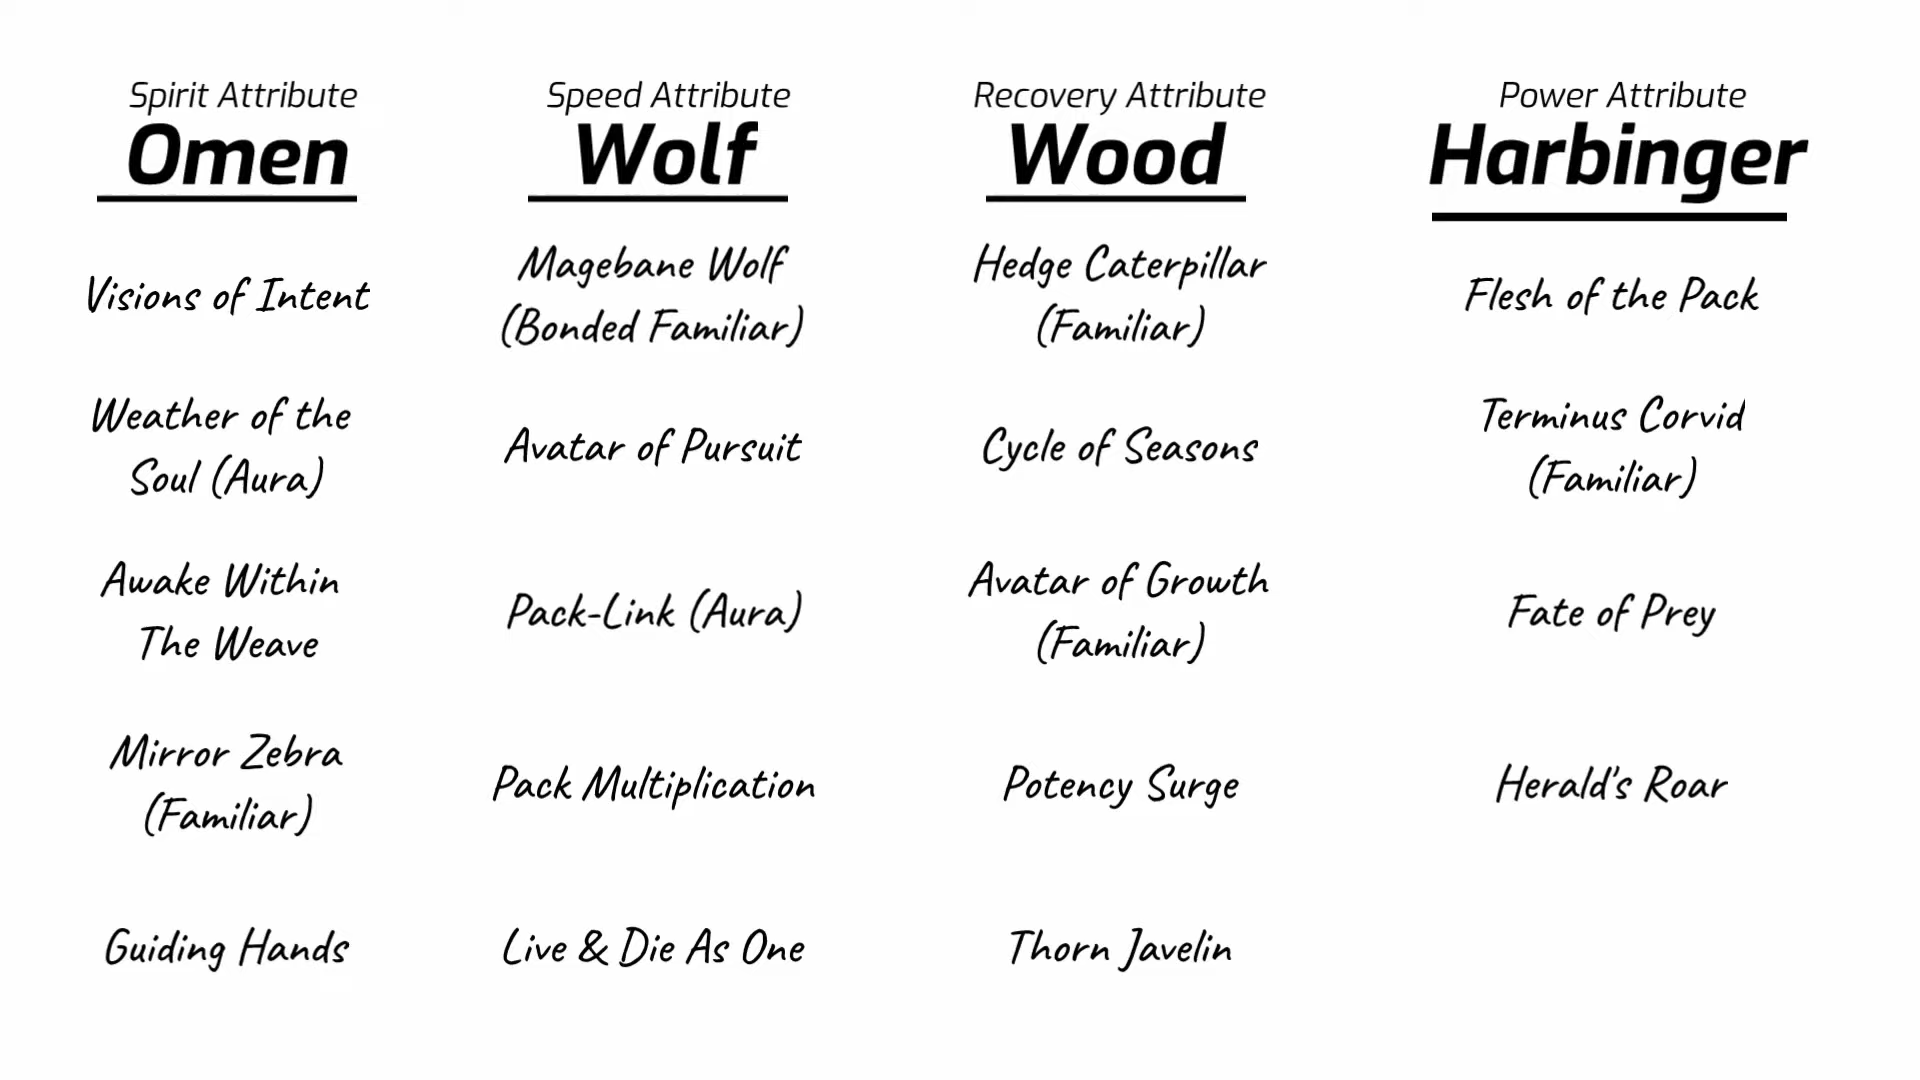 Spirit Attribute
Omen
Visions of Intent
Weather of the
Soul (Aura)
Awake Within
The Weave
Mirror Zebra
(Familiar)
Guiding Hands
Speed Attribute
Wolf
Magebane Wolf
(Bonded Familiar)
Avatar of Pursuit
Pack-Link (Aura)
Pack Multiplication
Live & Die As One
Recovery Attribute
Wood
Hedge Caterpillar
(Familiar)
Cycle of Seasons
Avatar of Growth
(Familiar)
Potency Surge
Thorn Javelin
Power Attribute
Harbinger
Flesh of the Pack
Terminus Corvid
(Familiar)
Fate of Prey
Herald's Roar